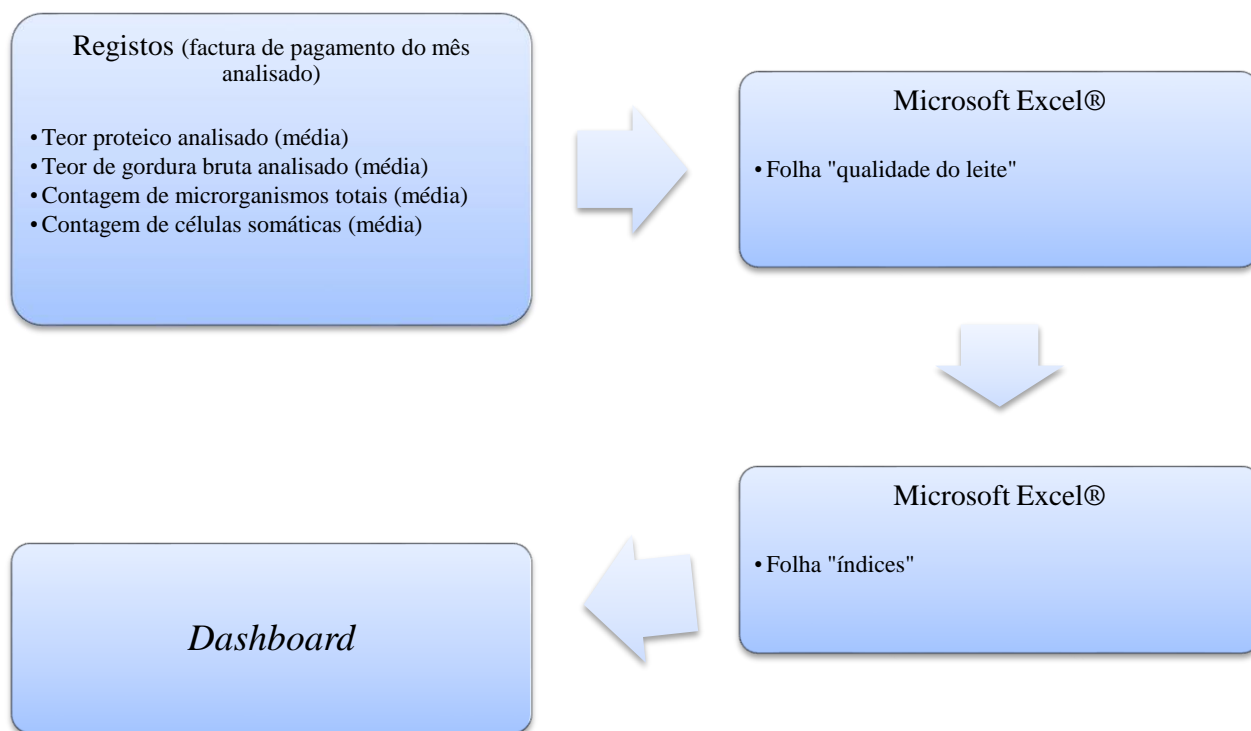 Registos (factura de pagamento do mês
analisado)
• Teor proteico analisado (média)
• Teor de gordura bruta analisado (média)
• Contagem de microrganismos totais (média)
• Contagem de células somáticas (média)
Microsoft Excel®
• Folha "qualidade do leite"
Microsoft Excel®
• Folha "índices"
Dashboard